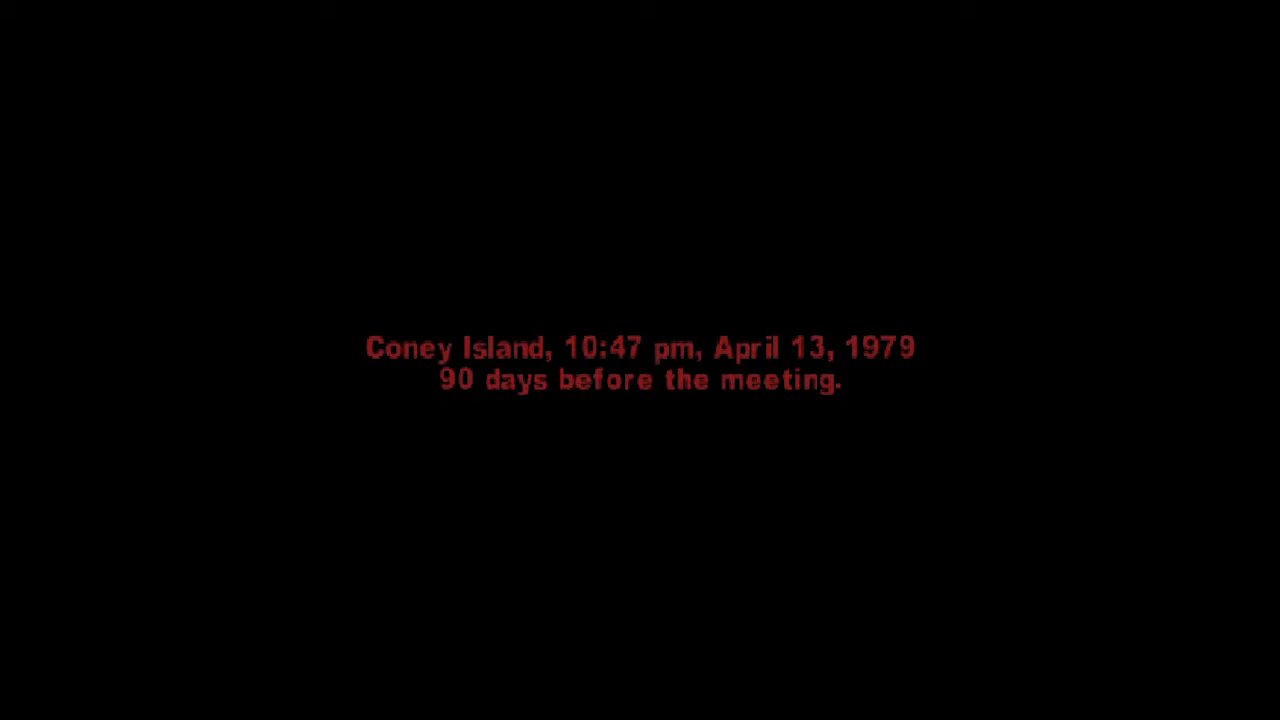 Coney Island, 10:47 pm, April 13, 1979
90 days before the meeting.